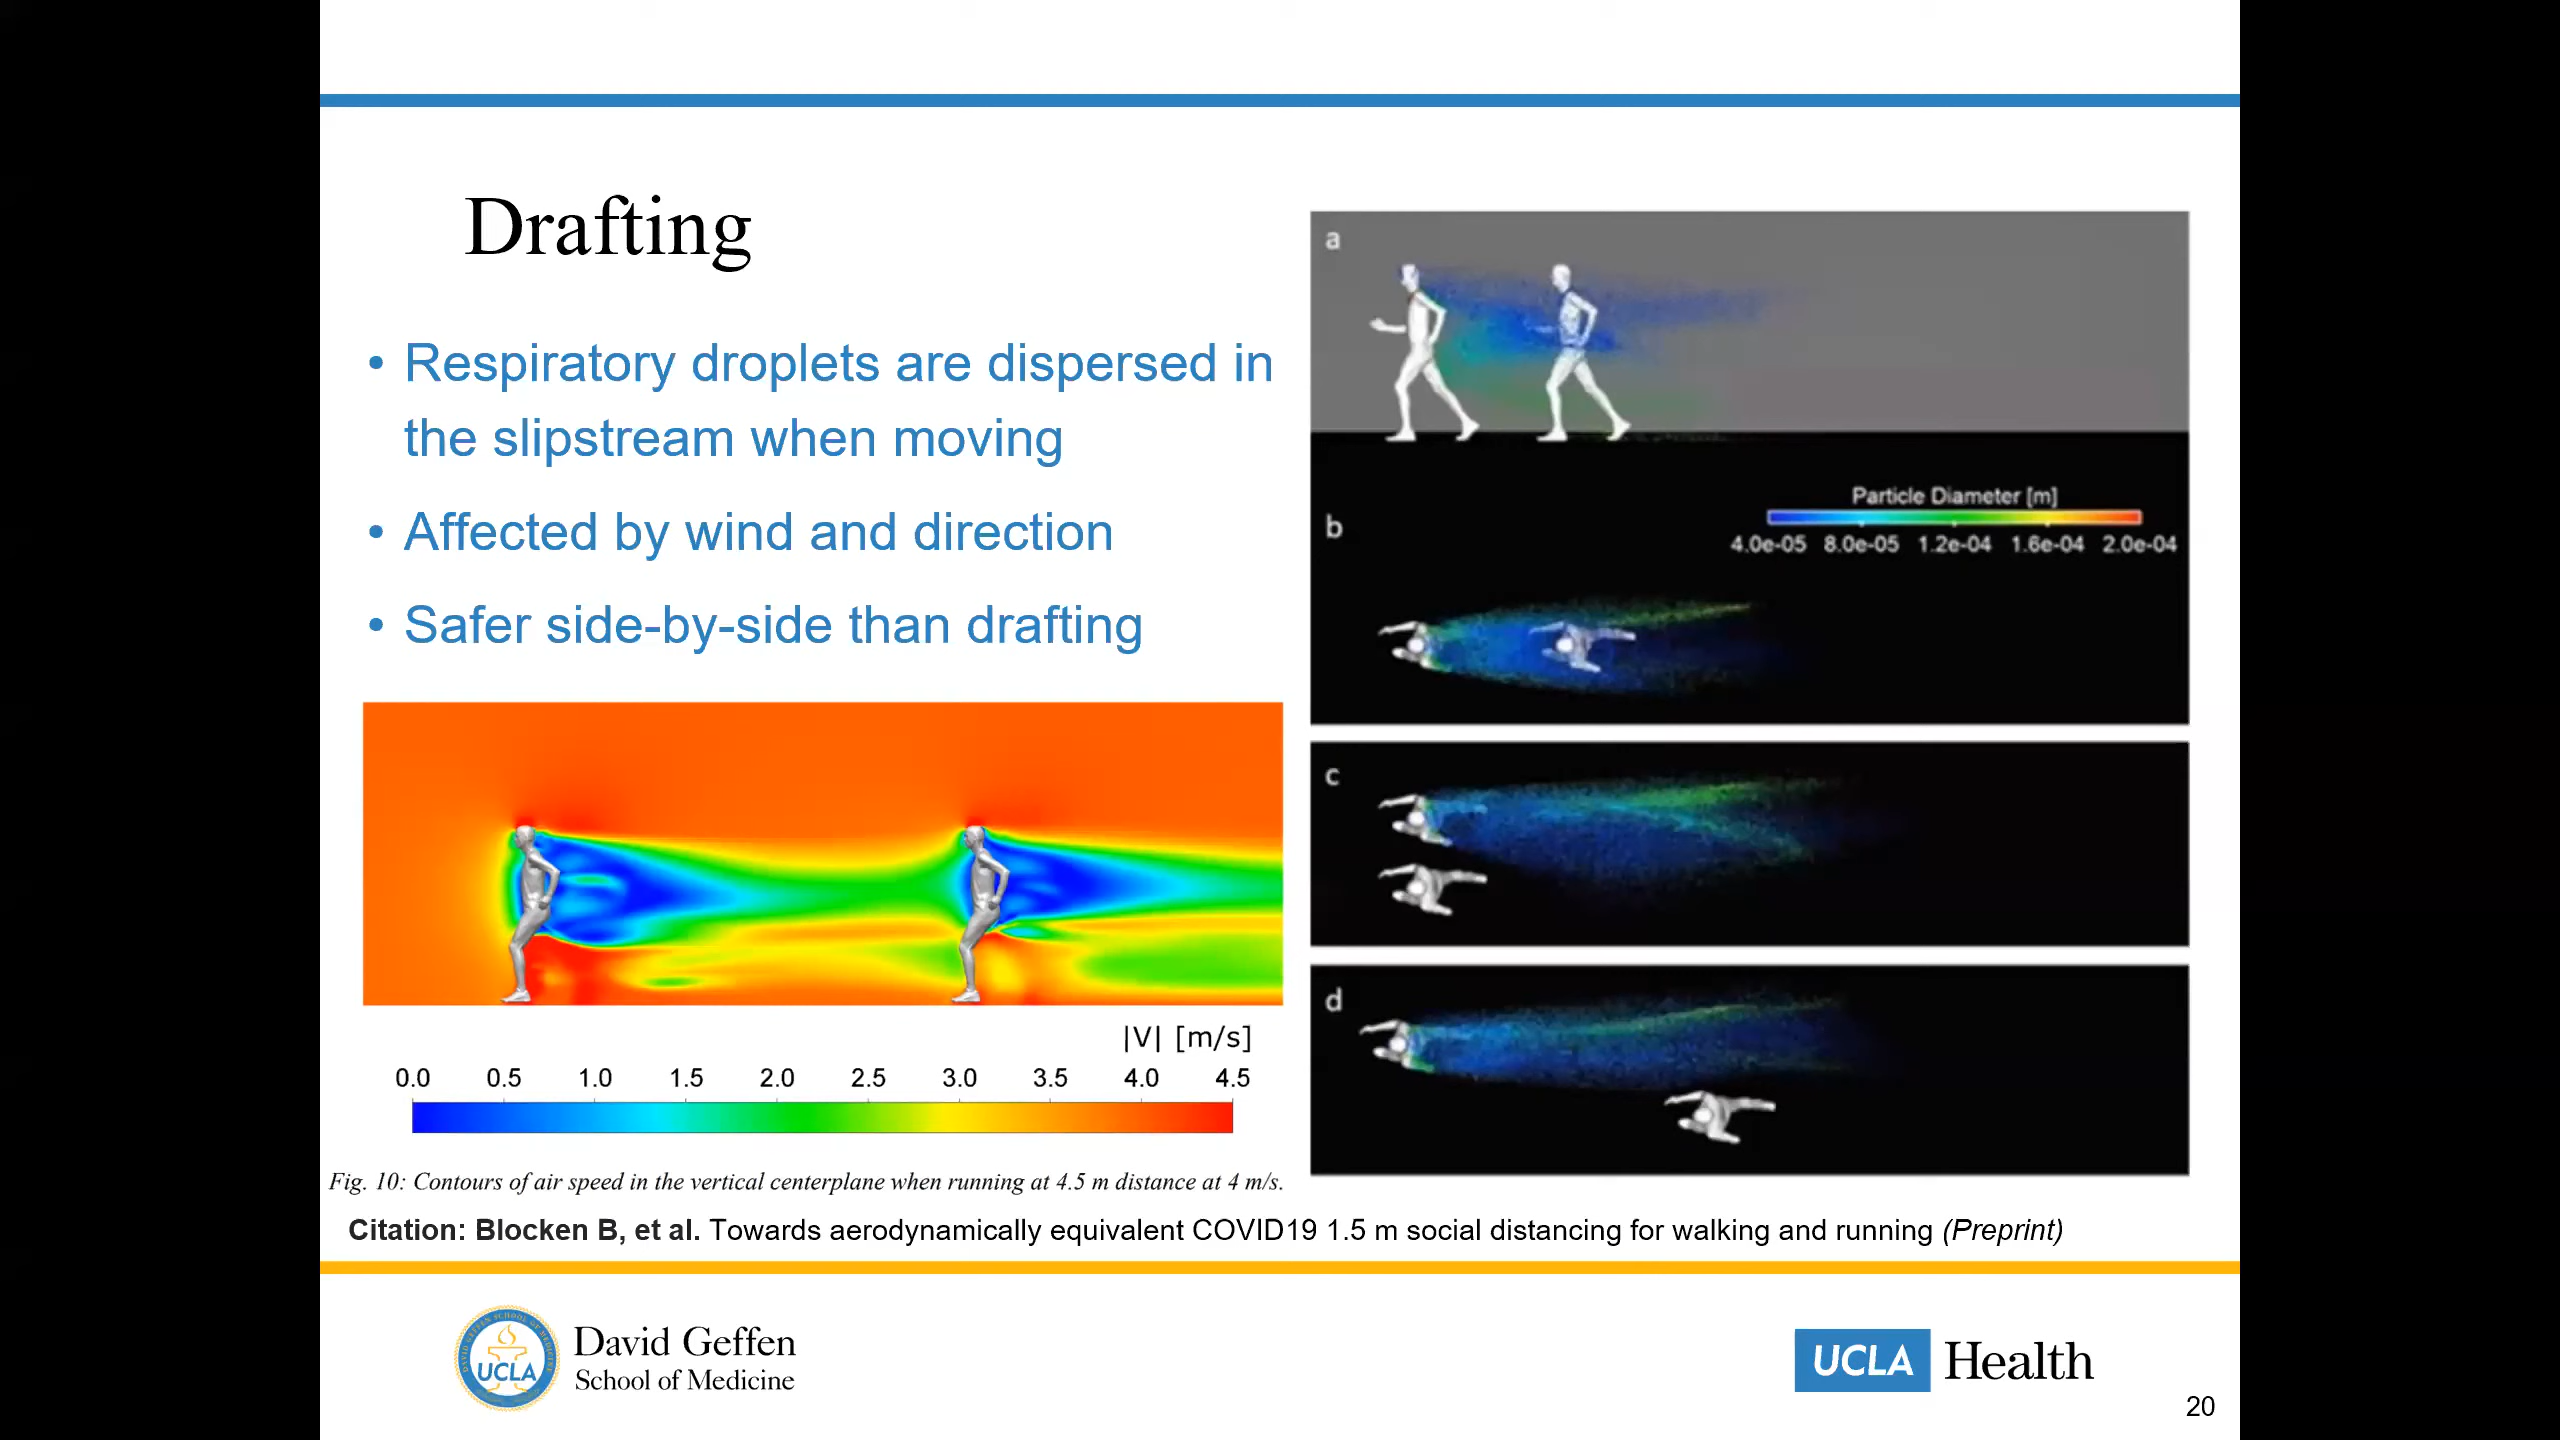 Drafting
• Respiratory droplets are dispersed in
the slipstream when moving
• Affected by wind and direction
• Safer side-by-side than drafting
|V| [m/s]
0.0 0.5 1.0 1.5 2.0 2.5 3.0 3.5 4.0 4.5
Fig. 10: Contours of air speed in the vertical centerplane when running at 4.5 m distance at 4 m/s.
a
Particle Diameter [m]
b
4.0e-05 8.0e-05 1.2e-04 1.6e-04 2.0e-04
c
d
Citation: Blocken B, et al. Towards aerodynamically equivalent COVID19 1.5 m social distancing for walking and running (Preprint)
UCLA
David Geffen
School of Medicine
UCLA Health
20